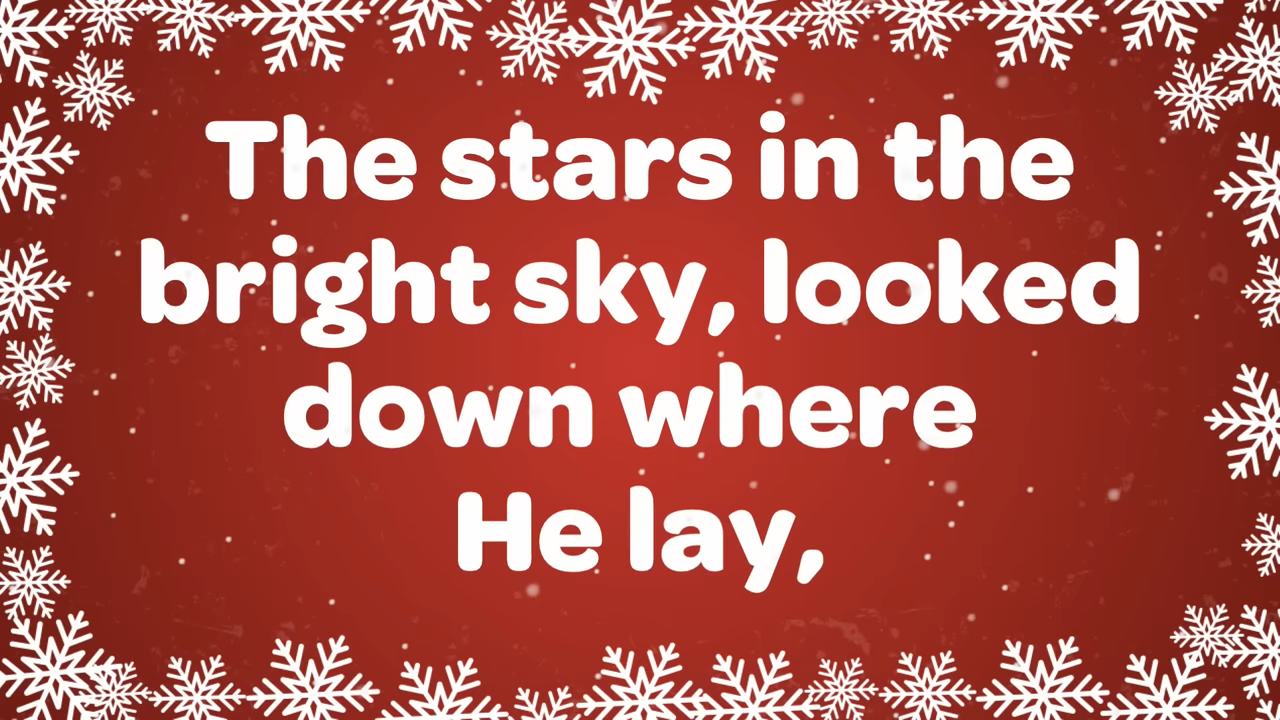 The stars in the
bright sky, looked
down where
He lay,